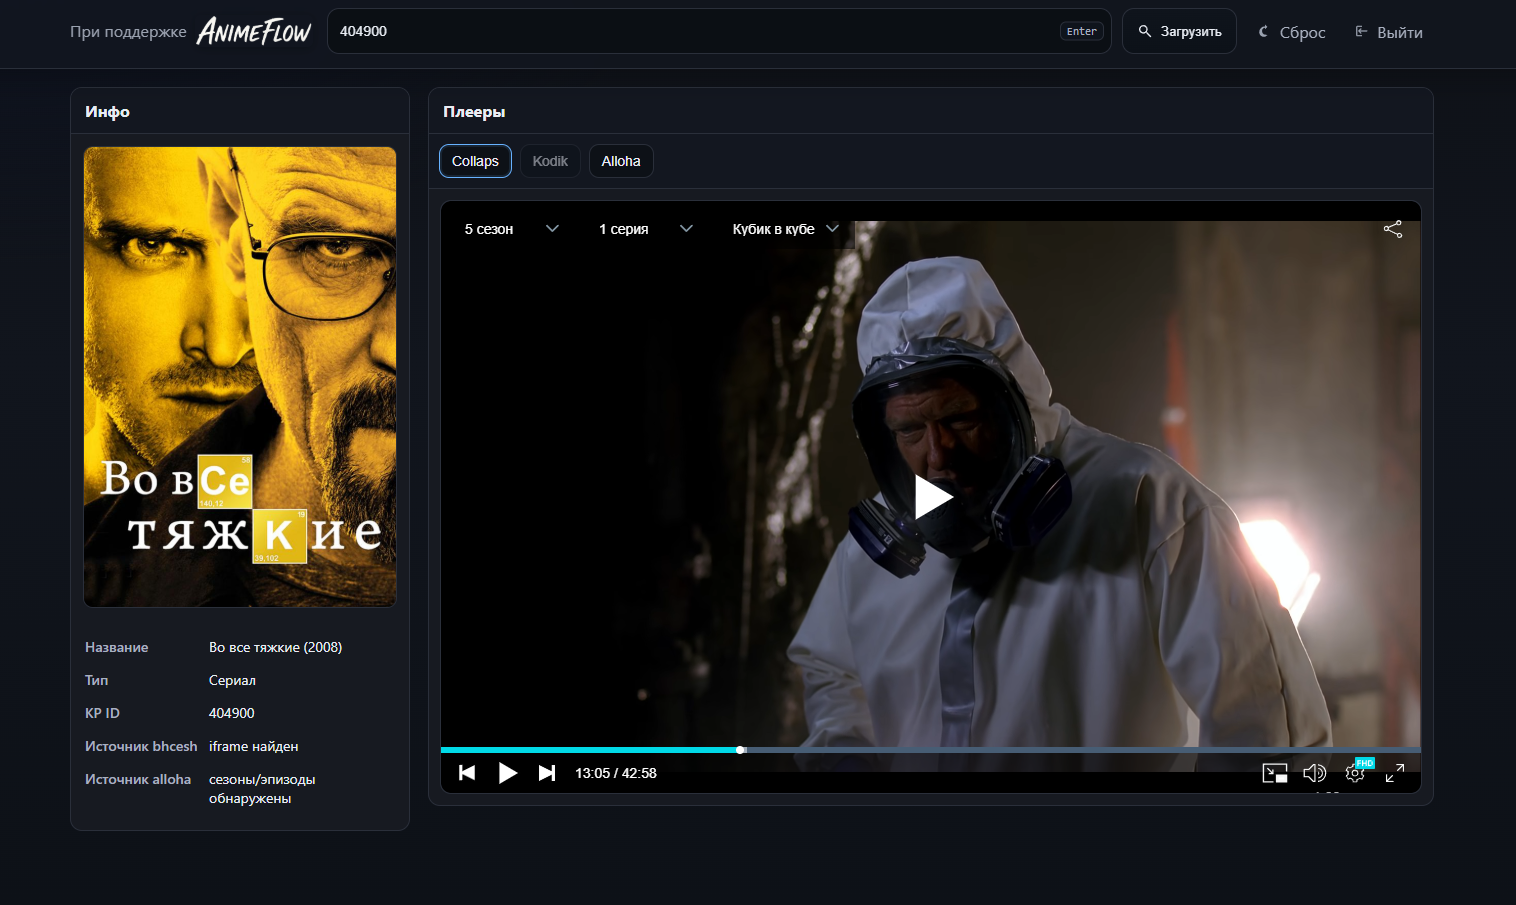 При поддержке ANIMEFLOW
404900
Enter
Загрузить
Сброс
Выйти
Инфо
58
Во вСе
140.12
19
тяжКие
39.102
Название Во все тяжкие (2008)
Тип Сериал
KP ID 404900
Источник bhcesh iframe найден
Источник alloha сезоны/эпизоды
обнаружены
Плееры
Collaps
Kodik
Alloha
5 сезон
1 серия
Кубик в кубе
13:05 / 42:58
FHD